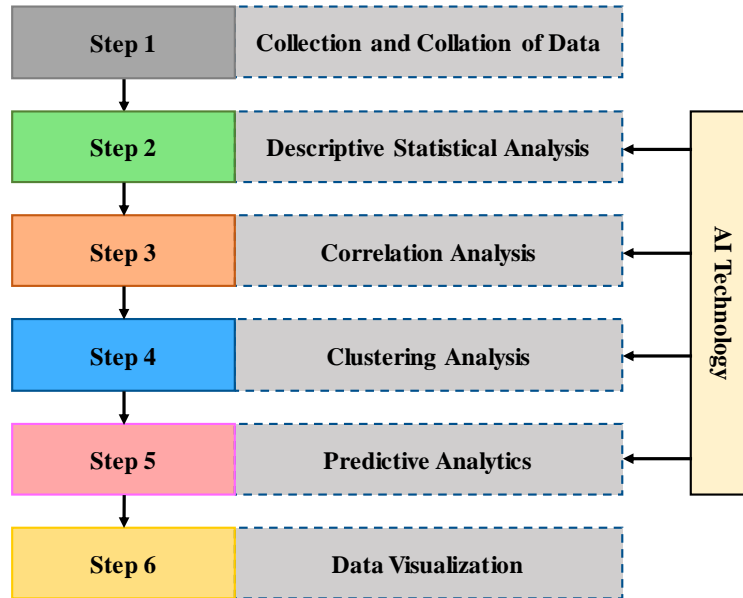 Step 1
Collection and Collation of Data
Step 2
Descriptive Statistical Analysis
Step 3
Correlation Analysis
Step 4
Clustering Analysis
Step 5
Predictive Analytics
Step 6
Data Visualization
AI Technology